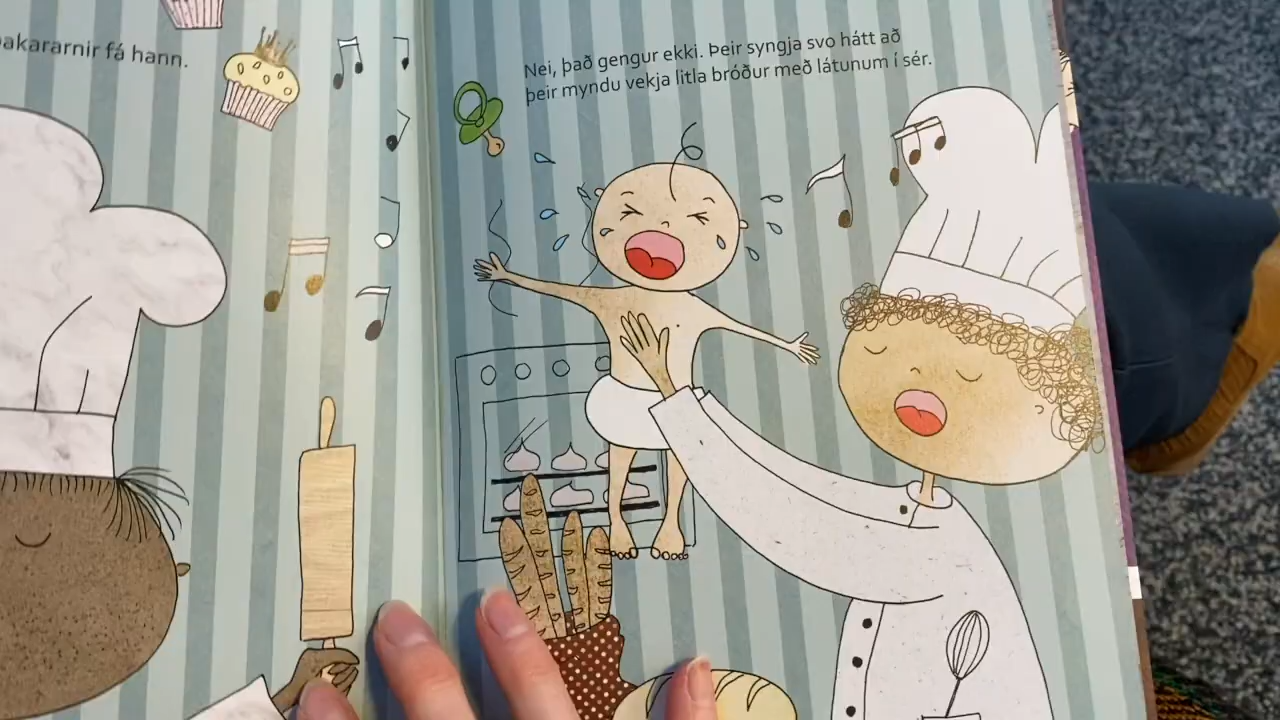 bakararnir fá hann.
Nei, það gengur ekki. Þeir syngja svo hátt að
þeir myndu vekja litla bróður með látunum í sér.